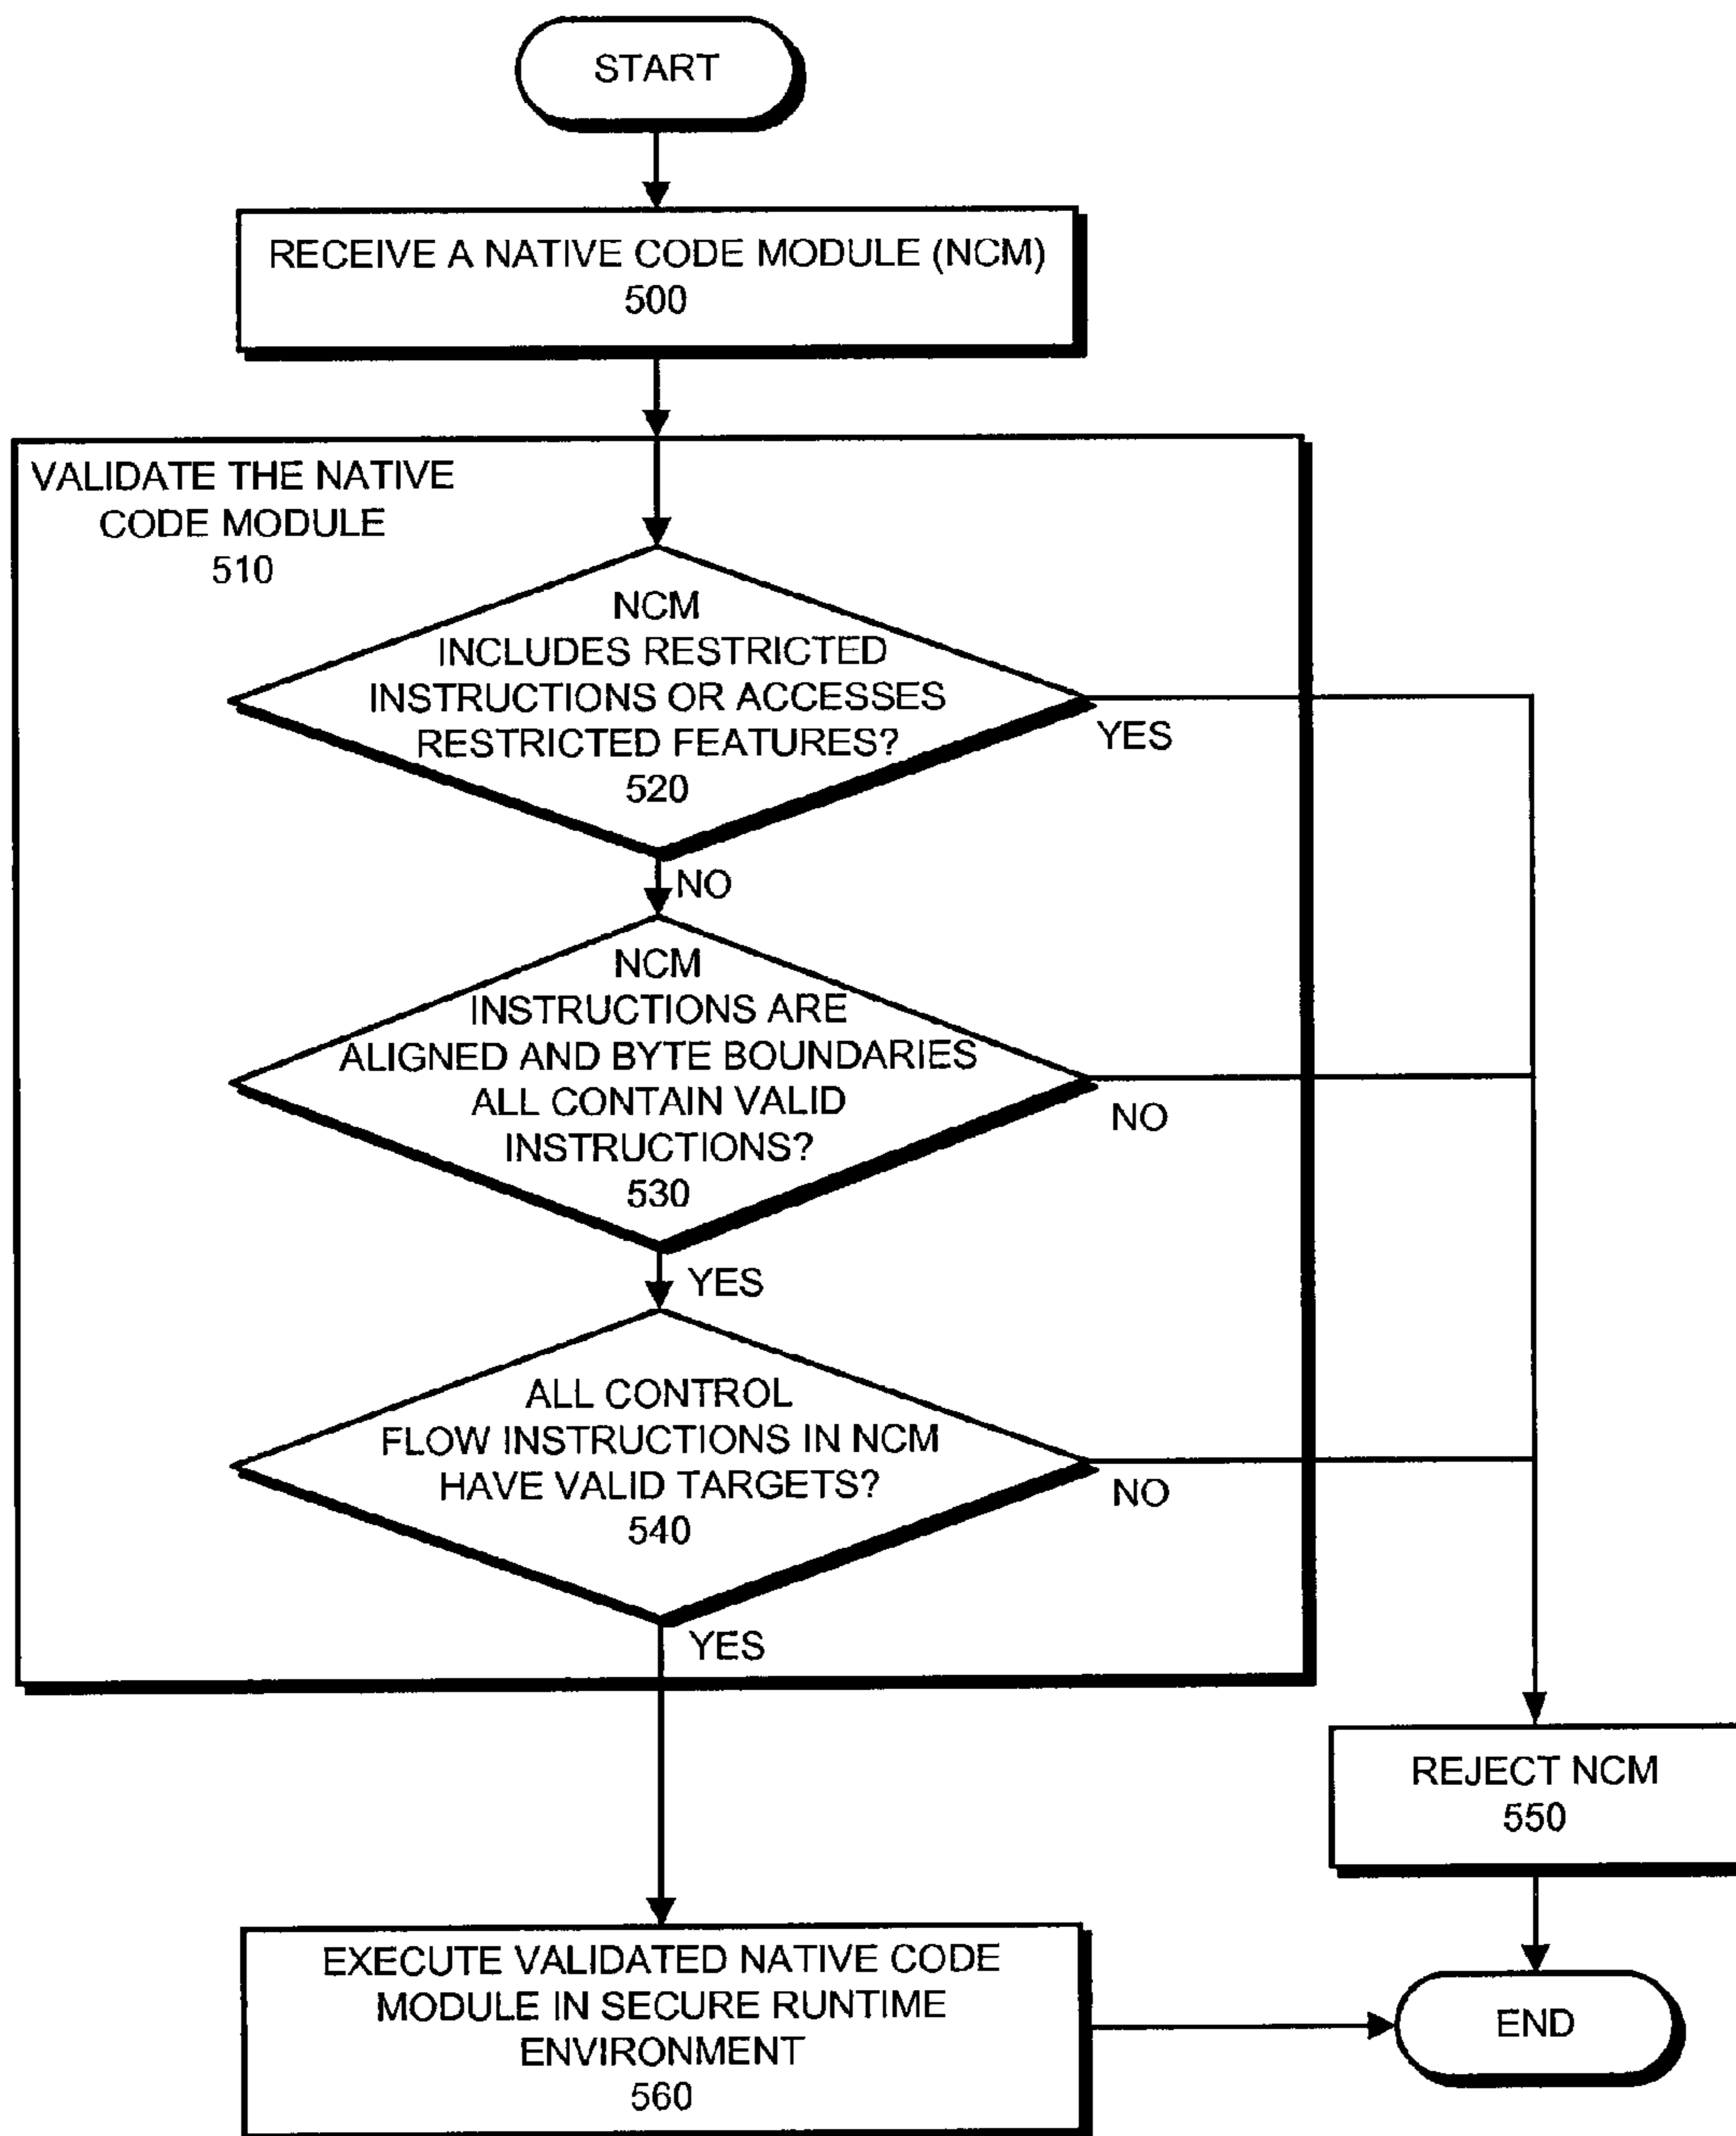 START
RECEIVE A NATIVE CODE MODULE (NCM)
500
VALIDATE THE NATIVE
CODE MODULE
510
NCM
INCLUDES RESTRICTED
INSTRUCTIONS OR ACCESSES
RESTRICTED FEATURES?
520
YES
NO
NCM
INSTRUCTIONS ARE
ALIGNED AND BYTE BOUNDARIES
ALL CONTAIN VALID
INSTRUCTIONS?
530
NO
YES
ALL CONTROL
FLOW INSTRUCTIONS IN NCM
HAVE VALID TARGETS?
540
NO
YES
REJECT NCM
550
EXECUTE VALIDATED NATIVE CODE
MODULE IN SECURE RUNTIME
ENVIRONMENT
560
END